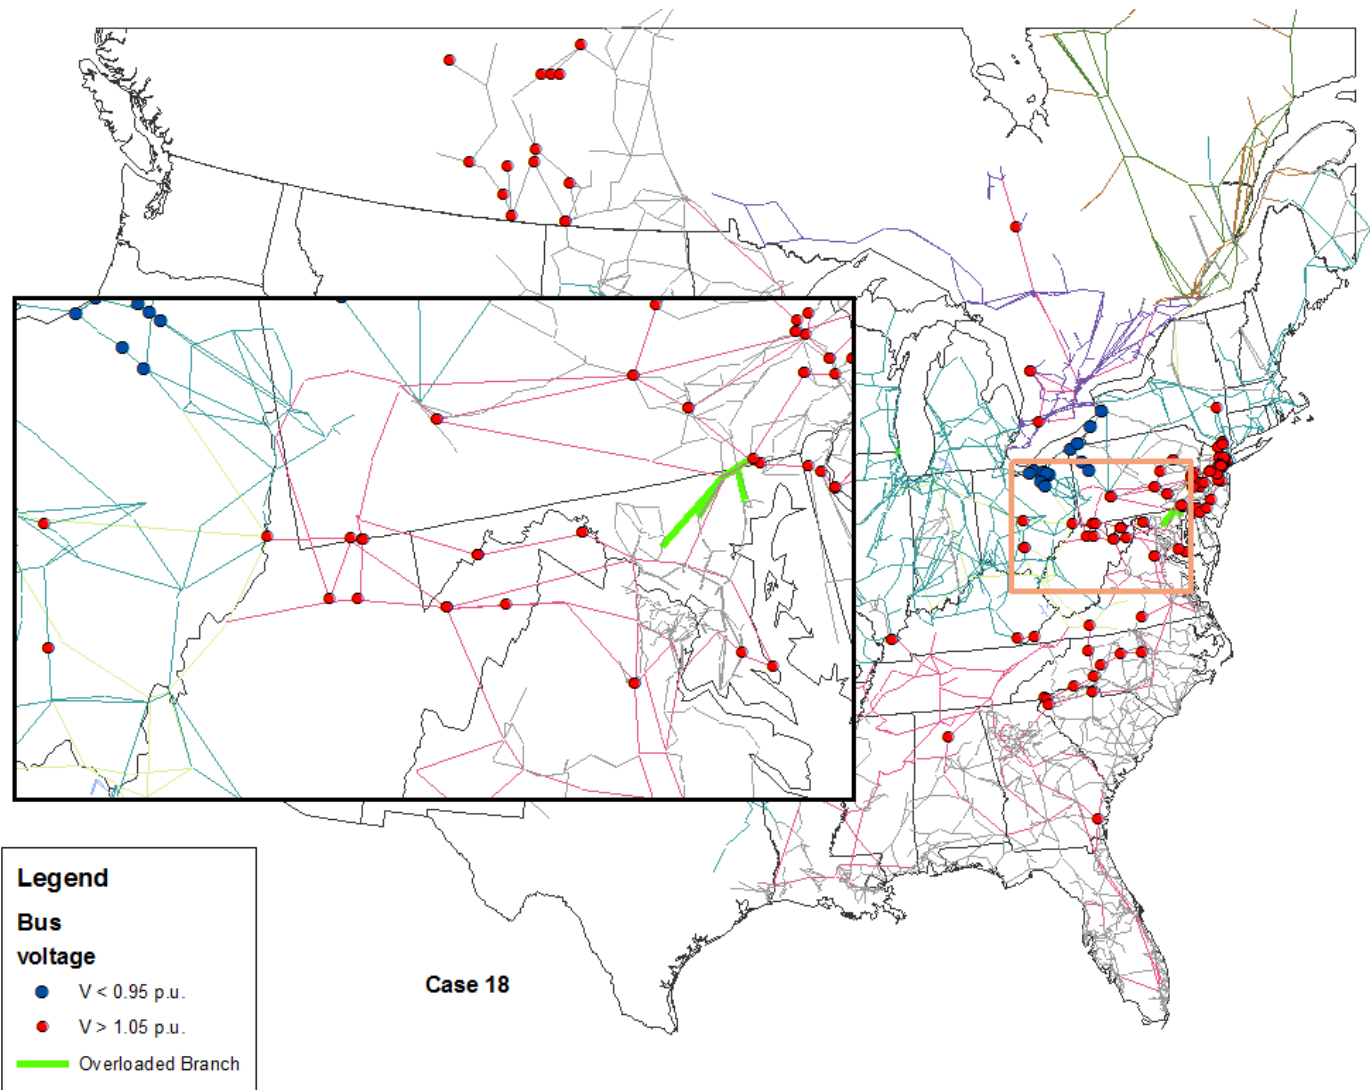 Case 18
Legend
Bus
voltage
V < 0.95 p.u.
V > 1.05 p.u.
Overloaded Branch